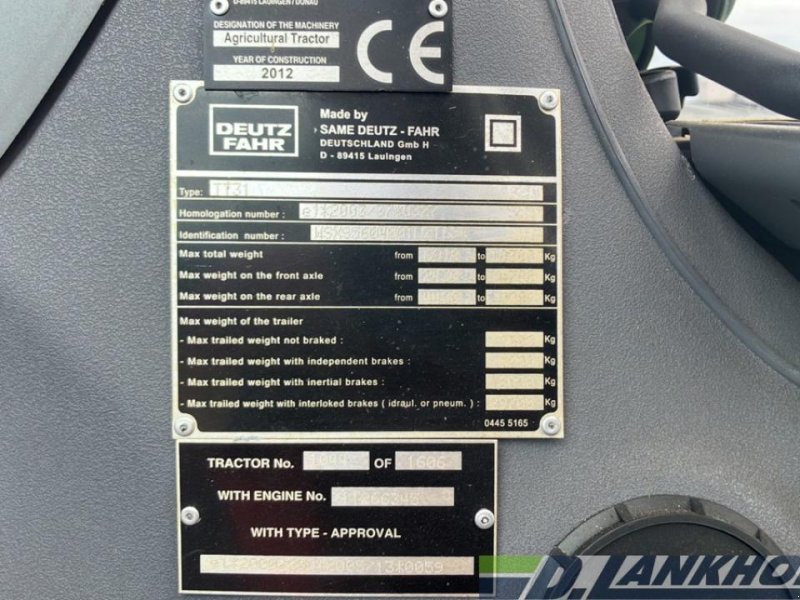 D-89415 LAUINGEN/DONAU
DESIGNATION OF THE MACHINERY
Agricultural Tractor
YEAR OF CONSTRUCTION
2012
CE
DEUTZ
FAHR
Made by
SAME DEUTZ - FAHR
DEUTSCHLAND Gmb H
D - 89415 Lauingen
Type:
Homologation number :
Identification number :
Max total weight from to Kg
Max weight on the front axle from to Kg
Max weight on the rear axle from to Kg
Max weight of the trailer
- Max trailed weight not braked : Kg
- Max trailed weight with independent brakes : Kg
- Max trailed weight with inertial brakes : Kg
- Max trailed weight with interloked brakes ( idraul. or pneum. ) Kg
0445 5165
TRACTOR No. OF 1606
WITH ENGINE No.
WITH TYPE - APPROVAL
D. LANKHO